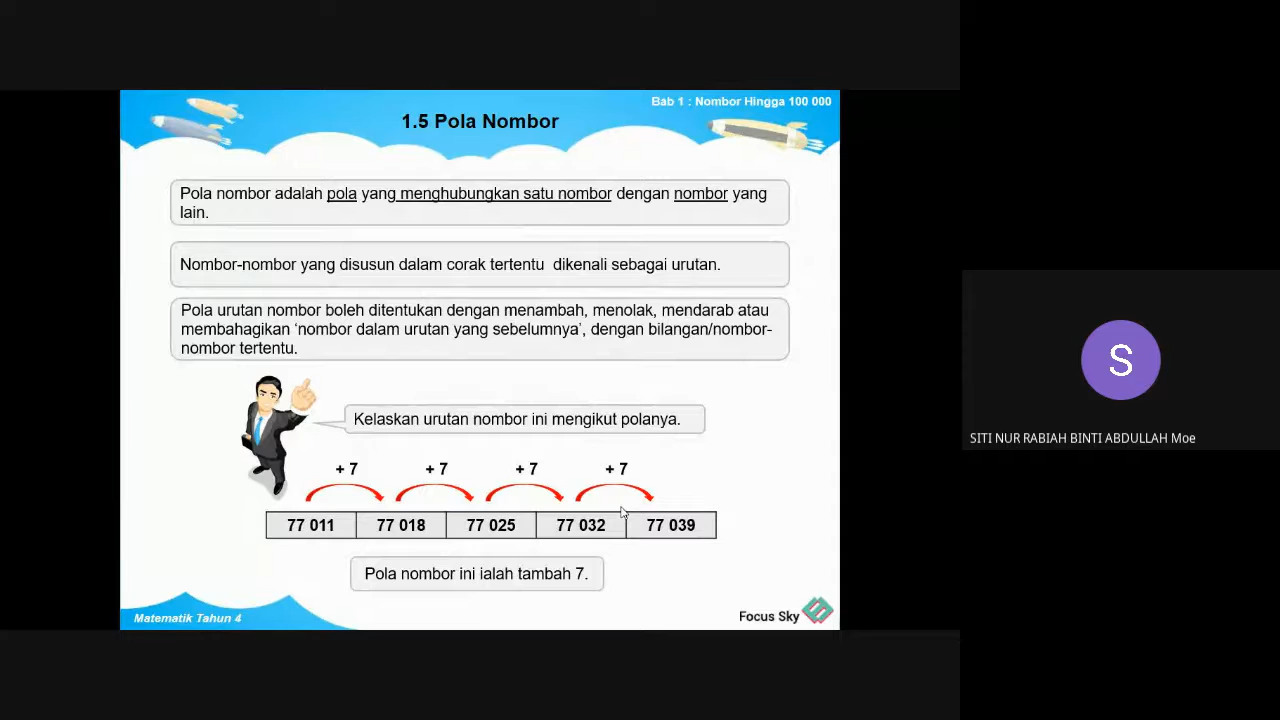 Bab 1 : Nombor Hingga 100 000
1.5 Pola Nombor
Pola nombor adalah pola yang menghubungkan satu nombor dengan nombor yang
lain.
Nombor-nombor yang disusun dalam corak tertentu dikenali sebagai urutan.
Pola urutan nombor boleh ditentukan dengan menambah, menolak, mendarab atau
membahagikan ‘nombor dalam urutan yang sebelumnya’, dengan bilangan/nombor-
nombor tertentu.
Kelaskan urutan nombor ini mengikut polanya.
+ 7 + 7 + 7 + 7
77 011 77 018 77 025 77 032 77 039
Pola nombor ini ialah tambah 7.
Matematik Tahun 4
Focus Sky
S
SITI NUR RABIAH BINTI ABDULLAH Moe